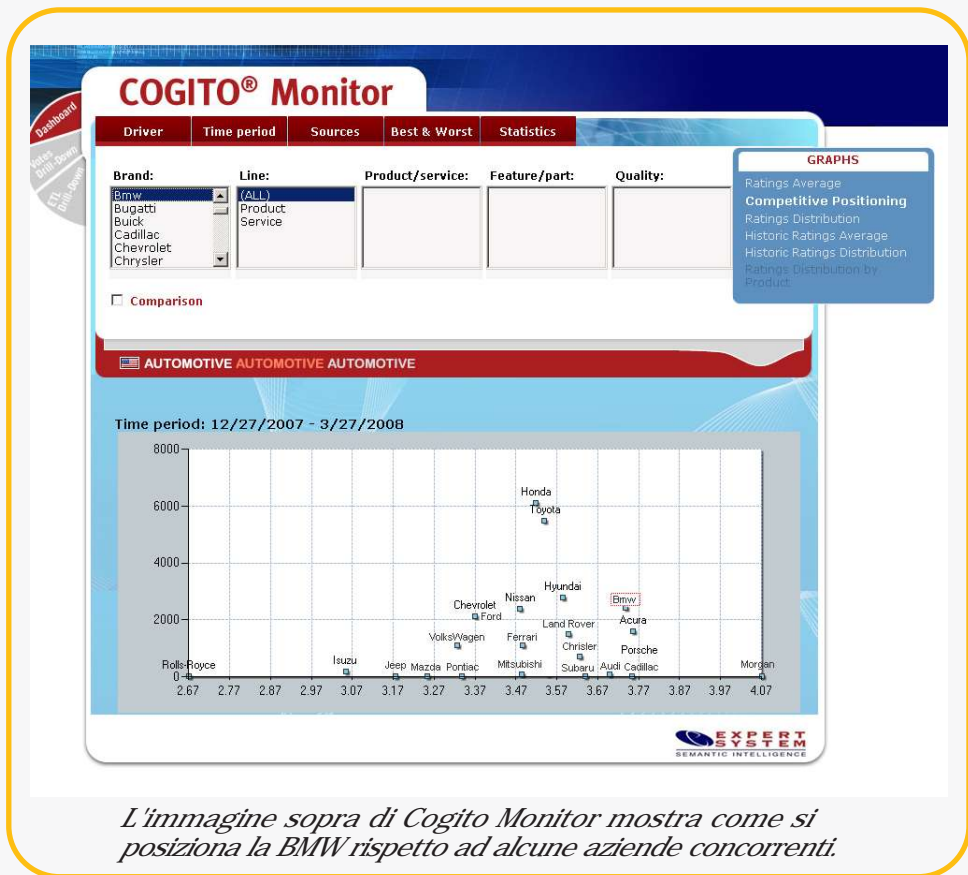 COGITO® Monitor
Dashboard
Votes
Drill-Down
ETL
Drill-Down
Driver Time period Sources Best & Worst Statistics
Brand: Line: Product/service: Feature/part: Quality:
Bmw
Bugatti
Buick
Cadillac
Chevrolet
Chrysler
(ALL)
Product
Service
Comparison
GRAPHS
Ratings Average
Competitive Positioning
Ratings Distribution
Historic Ratings Average
Historic Ratings Distribution
Ratings Distribution by
Product
AUTOMOTIVE AUTOMOTIVE AUTOMOTIVE
Time period: 12/27/2007 - 3/27/2008
8000
6000
4000
2000
0
Honda
Toyota
Hyundai
Nissan
Bmw
Chevrolet
Ford
Land Rover
Acura
VolksWagen
Ferrari
Chrisler
Porsche
Rolls-Royce
Isuzu
Jeep
Mazda
Pontiac
Mitsubishi
Subaru
Audi
Cadillac
Morgan
2.67 2.77 2.87 2.97 3.07 3.17 3.27 3.37 3.47 3.57 3.67 3.77 3.87 3.97 4.07
EXPERT
SYSTEM
SEMANTIC INTELLIGENCE
L'immagine sopra di Cogito Monitor mostra come si
posiziona la BMW rispetto ad alcune aziende concorrenti.